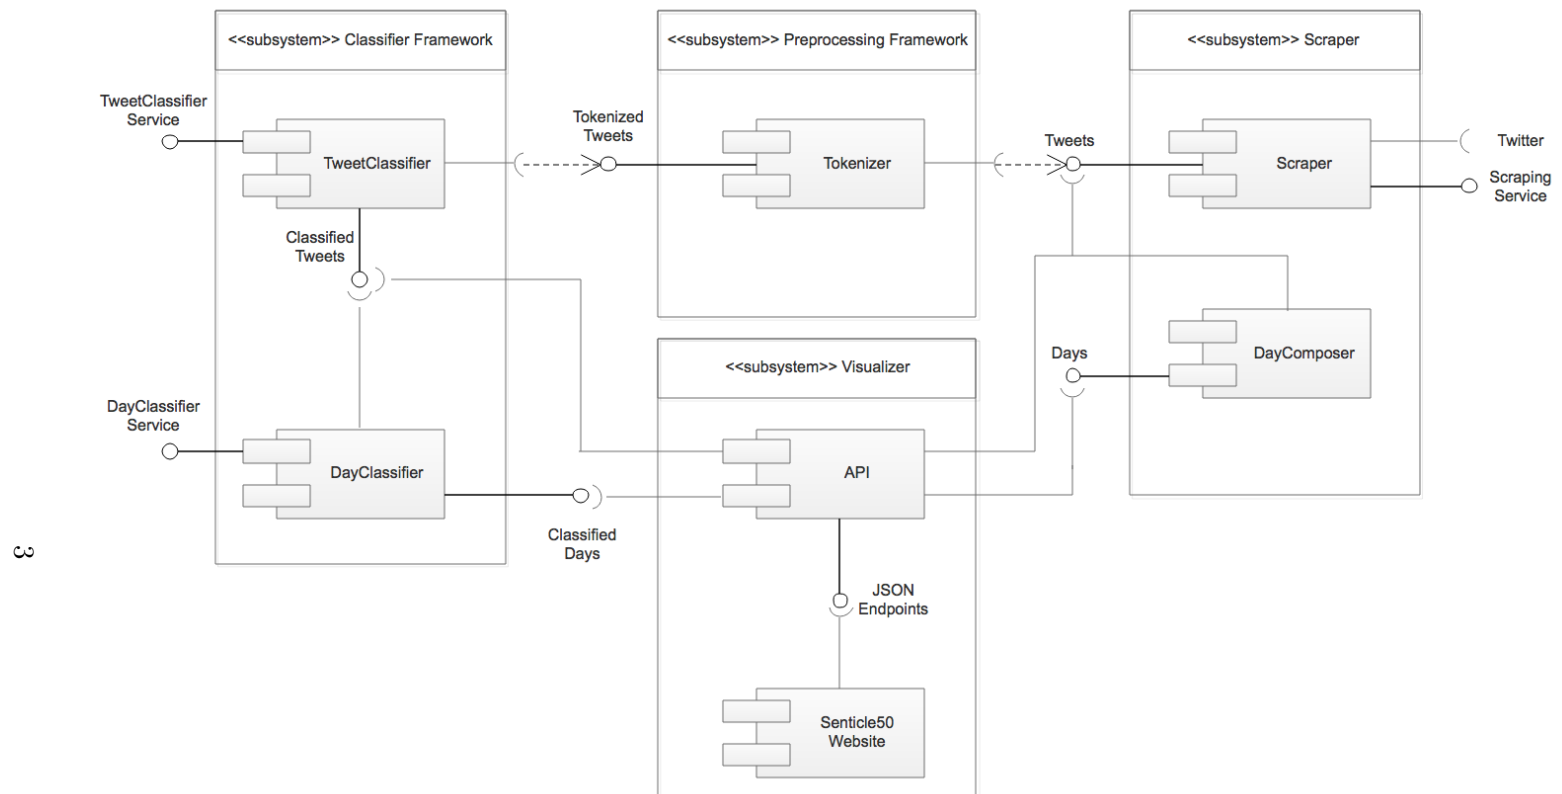 <<subsystem>> Classifier Framework
<<subsystem>> Preprocessing Framework
<<subsystem>> Scraper
TweetClassifier
Service
TweetClassifier
Tokenized
Tweets
Tokenizer
Tweets
Scraper
Twitter
Scraping
Service
Classified
Tweets
<<subsystem>> Visualizer
Days
DayComposer
DayClassifier
Service
DayClassifier
API
Classified
Days
3
JSON
Endpoints
Senticle50
Website